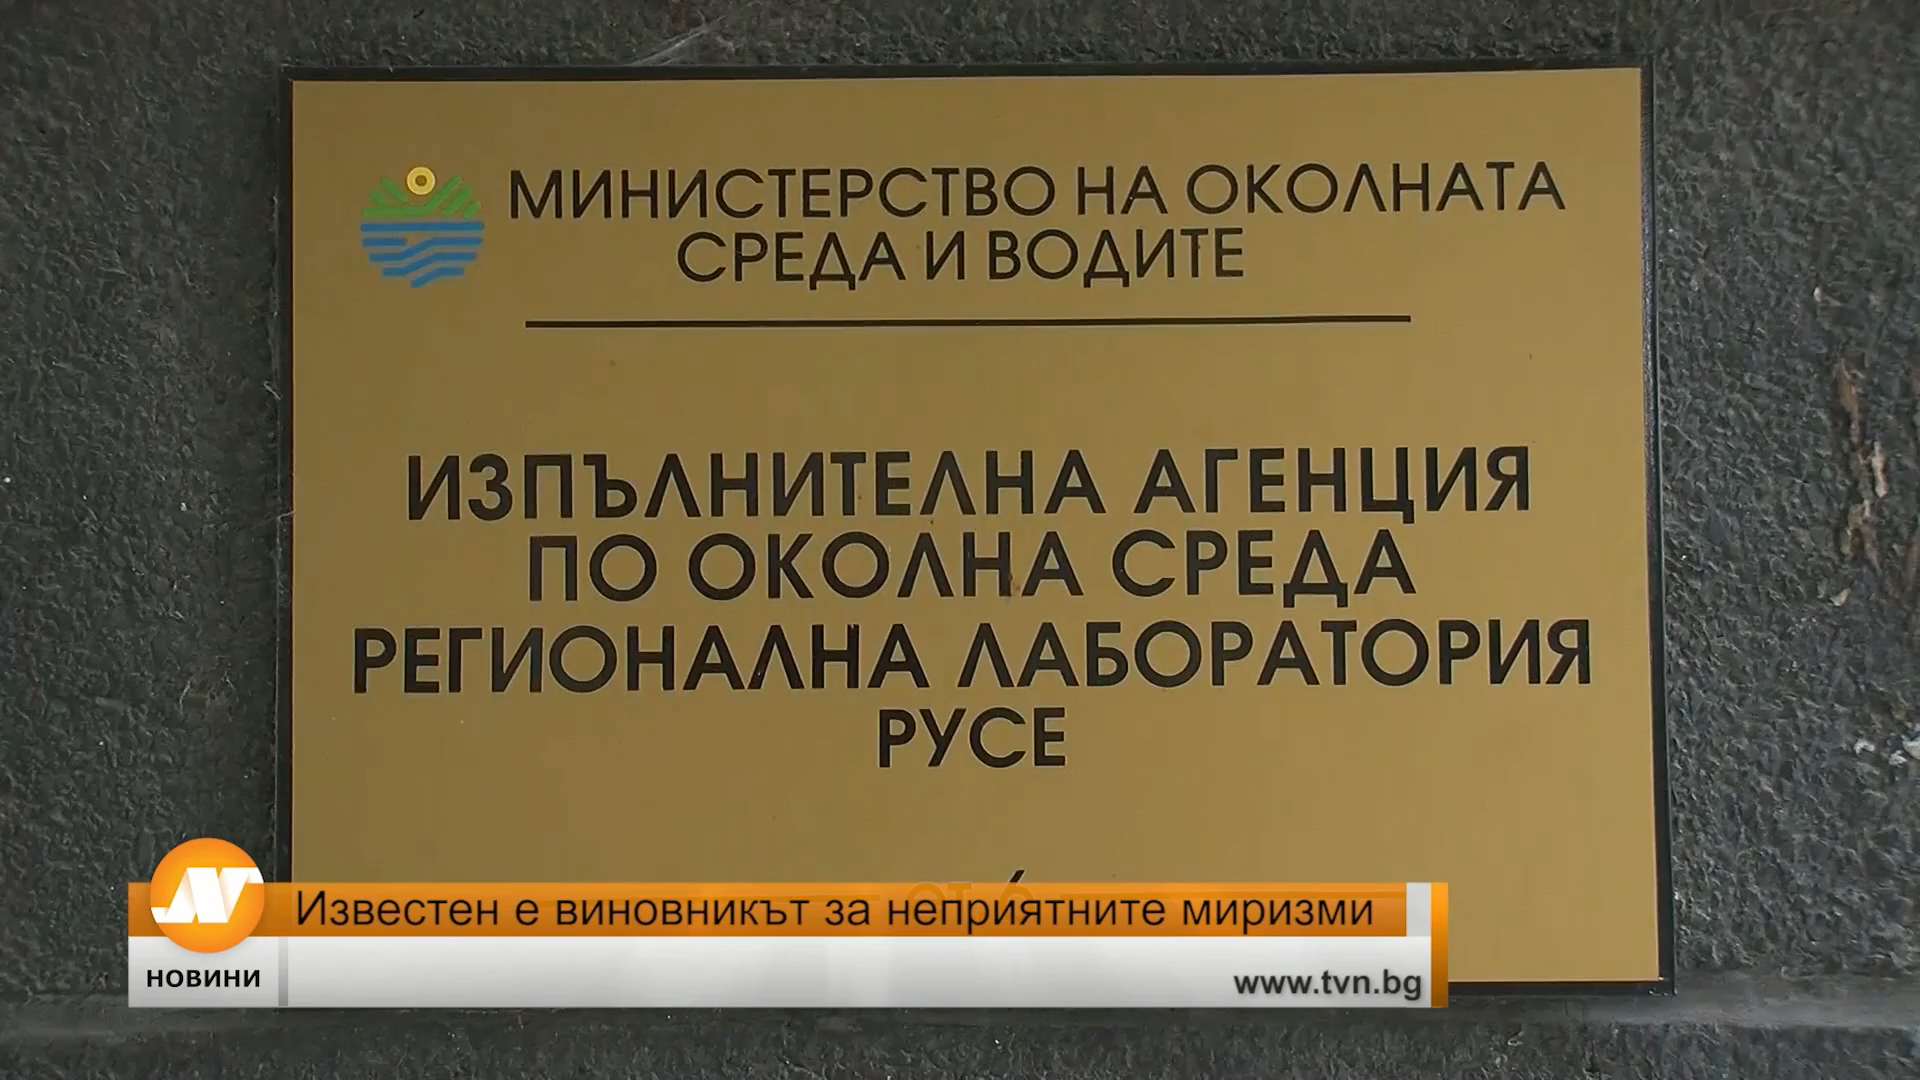 МИНИСТЕРСТВО НА ОКОЛНАТА
СРЕДА И ВОДИТЕ
ИЗПЪЛНИТЕЛНА АГЕНЦИЯ
ПО ОКОЛНА СРЕДА
РЕГИОНАЛНА ЛАБОРАТОРИЯ
РУСЕ
Известен е виновникът за неприятните миризми
НОВИНИ
www.tvn.bg